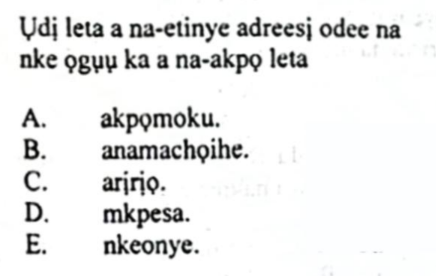 Ụdị leta a na-etinye adreesị odee na
nke ọgụụ ka a na-akpọ leta
A. akpọmoku.
B. anamachọihe.
C. arịrịọ.
D. mkpesa.
E. nkeonye.